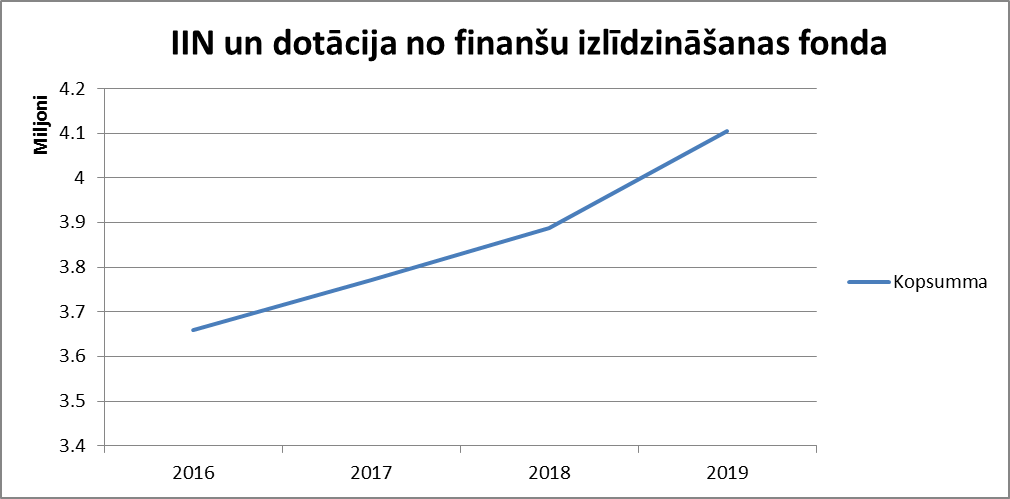 IIN un dotācija no finanšu izlīdzināšanas fonda
Miljoni
4.2
4.1
4
3.9
3.8
3.7
3.6
3.5
3.4
2016 2017 2018 2019
Kopsumma